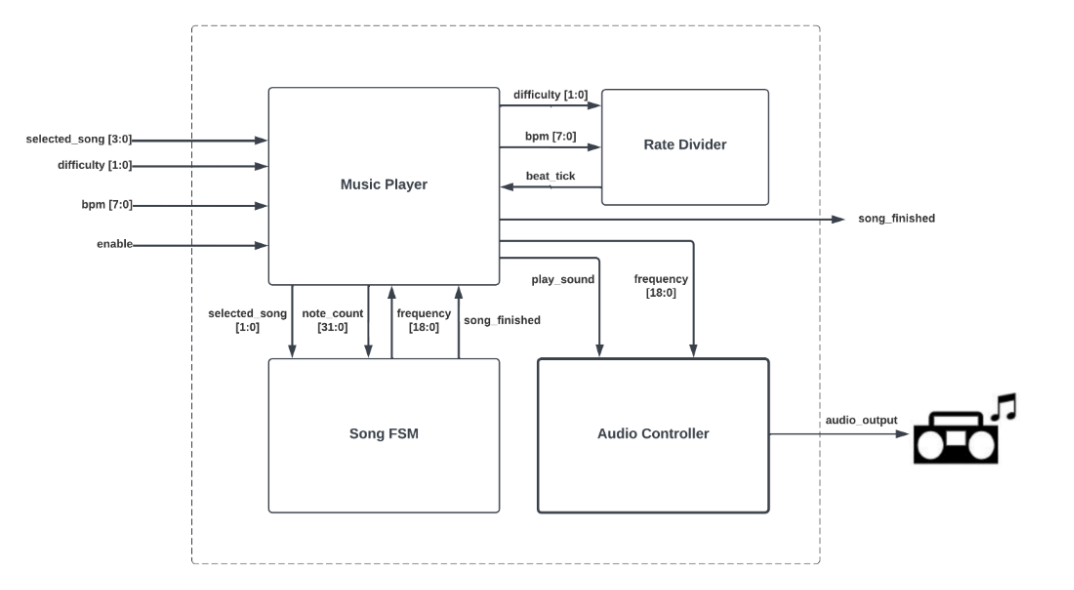 difficulty [1:0]
bpm [7:0]
beat_tick
Rate Divider
selected_song [3:0]
difficulty [1:0]
bpm [7:0]
enable
Music Player
song_finished
play_sound
frequency
[18:0]
selected_song
[1:0]
note_count
[31:0]
frequency
[18:0]
song_finished
Song FSM
Audio Controller
audio_output